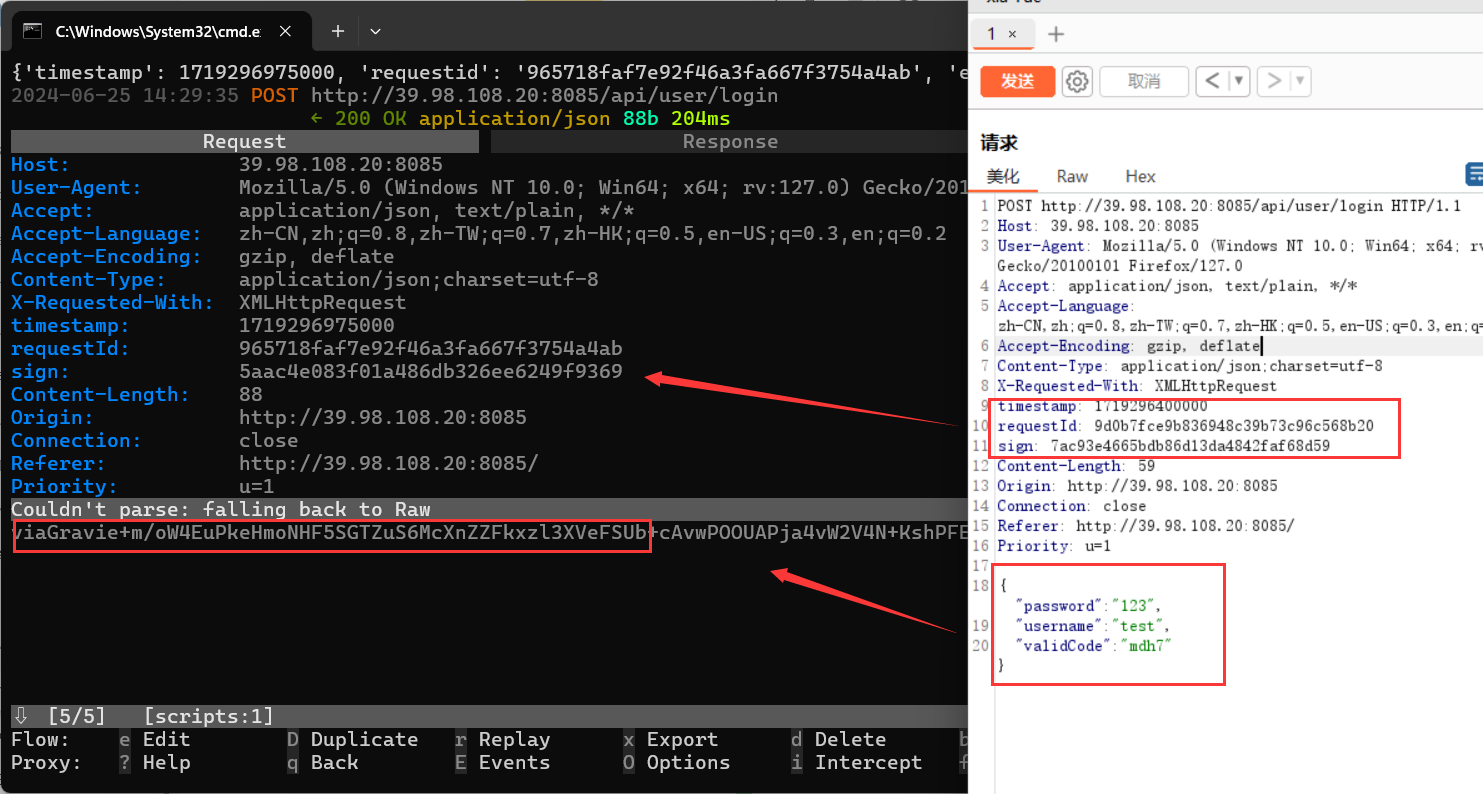 C:\Windows\System32\cmd.e
{'timestamp': 1719296975000, 'requestid': '965718faf7e92f46a3fa667f3754a4ab', 'e
2024-06-25 14:29:35 POST http://39.98.108.20:8085/api/user/login
← 200 OK application/json 88b 204ms
Request Response
Host: 39.98.108.20:8085
User-Agent: Mozilla/5.0 (Windows NT 10.0; Win64; x64; rv:127.0) Gecko/201
Accept: application/json, text/plain, */*
Accept-Language: zh-CN,zh;q=0.8,zh-TW;q=0.7,zh-HK;q=0.5,en-US;q=0.3,en;q=0.2
Accept-Encoding: gzip, deflate
Content-Type: application/json;charset=utf-8
X-Requested-With: XMLHttpRequest
timestamp: 1719296975000
requestId: 965718faf7e92f46a3fa667f3754a4ab
sign: 5aac4e083f01a486db326ee6249f9369
Content-Length: 88
Origin: http://39.98.108.20:8085
Connection: close
Referer: http://39.98.108.20:8085/
Priority: u=1
Couldn't parse: falling back to Raw
viaGravie+m/oW4EuPkeHmoNHF5SGTZuS6McXnZZFkxzl3XVeFSUb+cAvwPOOUAPja4vW2V4N+KshPFE
⇩ [5/5] [scripts:1]
Flow: e Edit D Duplicate r Replay x Export d Delete b
Proxy: ? Help q Back E Events O Options i Intercept f
1 ×
发送 取消 < >
请求
美化 Raw Hex
1 POST http://39.98.108.20:8085/api/user/login HTTP/1.1
2 Host: 39.98.108.20:8085
3 User-Agent: Mozilla/5.0 (Windows NT 10.0; Win64; x64; rv
Gecko/20100101 Firefox/127.0
4 Accept: application/json, text/plain, */*
5 Accept-Language:
zh-CN,zh;q=0.8,zh-TW;q=0.7,zh-HK;q=0.5,en-US;q=0.3,en;q=
6 Accept-Encoding: gzip, deflate
7 Content-Type: application/json;charset=utf-8
8 X-Requested-With: XMLHttpRequest
9 timestamp: 1719296400000
10 requestId: 9d0b7fce9b836948c39b73c96c568b20
11 sign: 7ac93e4665bdb86d13da4842faf68d59
12 Content-Length: 59
13 Origin: http://39.98.108.20:8085
14 Connection: close
15 Referer: http://39.98.108.20:8085/
16 Priority: u=1
17
18 {
"password":"123",
19 "username":"test",
20 "validCode":"mdh7"
}